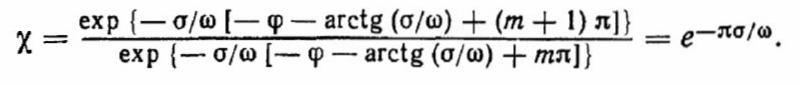 χ = exp {— σ/ω [— φ — arctg (σ/ω) + (m + 1) π]} / exp {— σ/ω [— φ — arctg (σ/ω) + mπ]} = e^{—πσ/ω}.